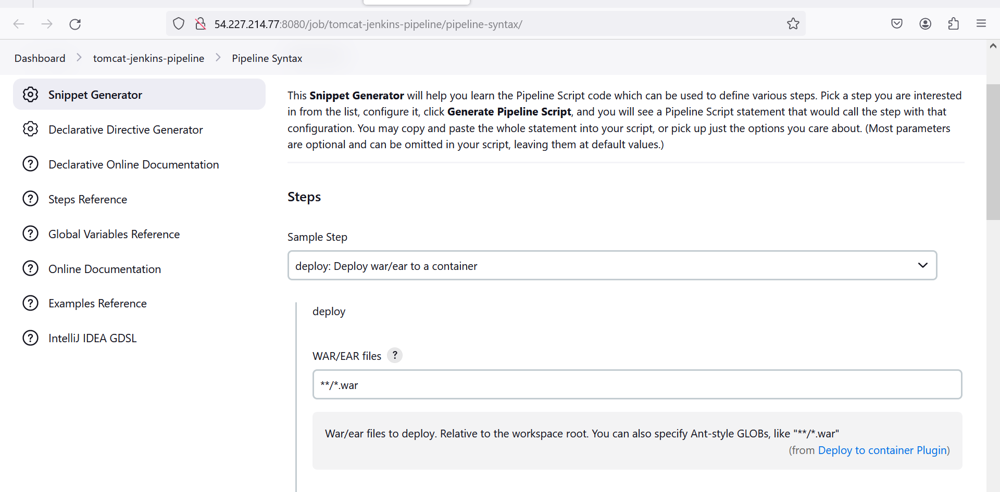 54.227.214.77:8080/job/tomcat-jenkins-pipeline/pipeline-syntax/
Dashboard > tomcat-jenkins-pipeline > Pipeline Syntax
Snippet Generator
Declarative Directive Generator
? Declarative Online Documentation
? Steps Reference
? Global Variables Reference
? Online Documentation
? Examples Reference
? IntelliJ IDEA GDSL
This Snippet Generator will help you learn the Pipeline Script code which can be used to define various steps. Pick a step you are interested
in from the list, configure it, click Generate Pipeline Script, and you will see a Pipeline Script statement that would call the step with that
configuration. You may copy and paste the whole statement into your script, or pick up just the options you care about. (Most parameters
are optional and can be omitted in your script, leaving them at default values.)
Steps
Sample Step
deploy: Deploy war/ear to a container
deploy
WAR/EAR files ?
**/*.war
War/ear files to deploy. Relative to the workspace root. You can also specify Ant-style GLOBs, like "**/*.war"
(from Deploy to container Plugin)